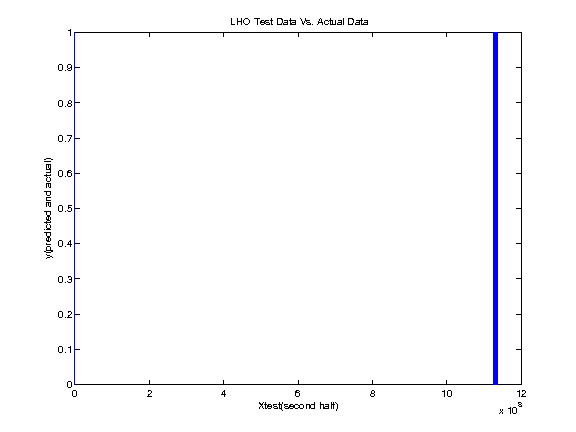 LHO Test Data Vs. Actual Data
1
0.9
0.8
0.7
0.6
0.5
0.4
0.3
0.2
0.1
0
y(predicted and actual)
0 2 4 6 8 10 12
Xtest(second half)
x 10^8